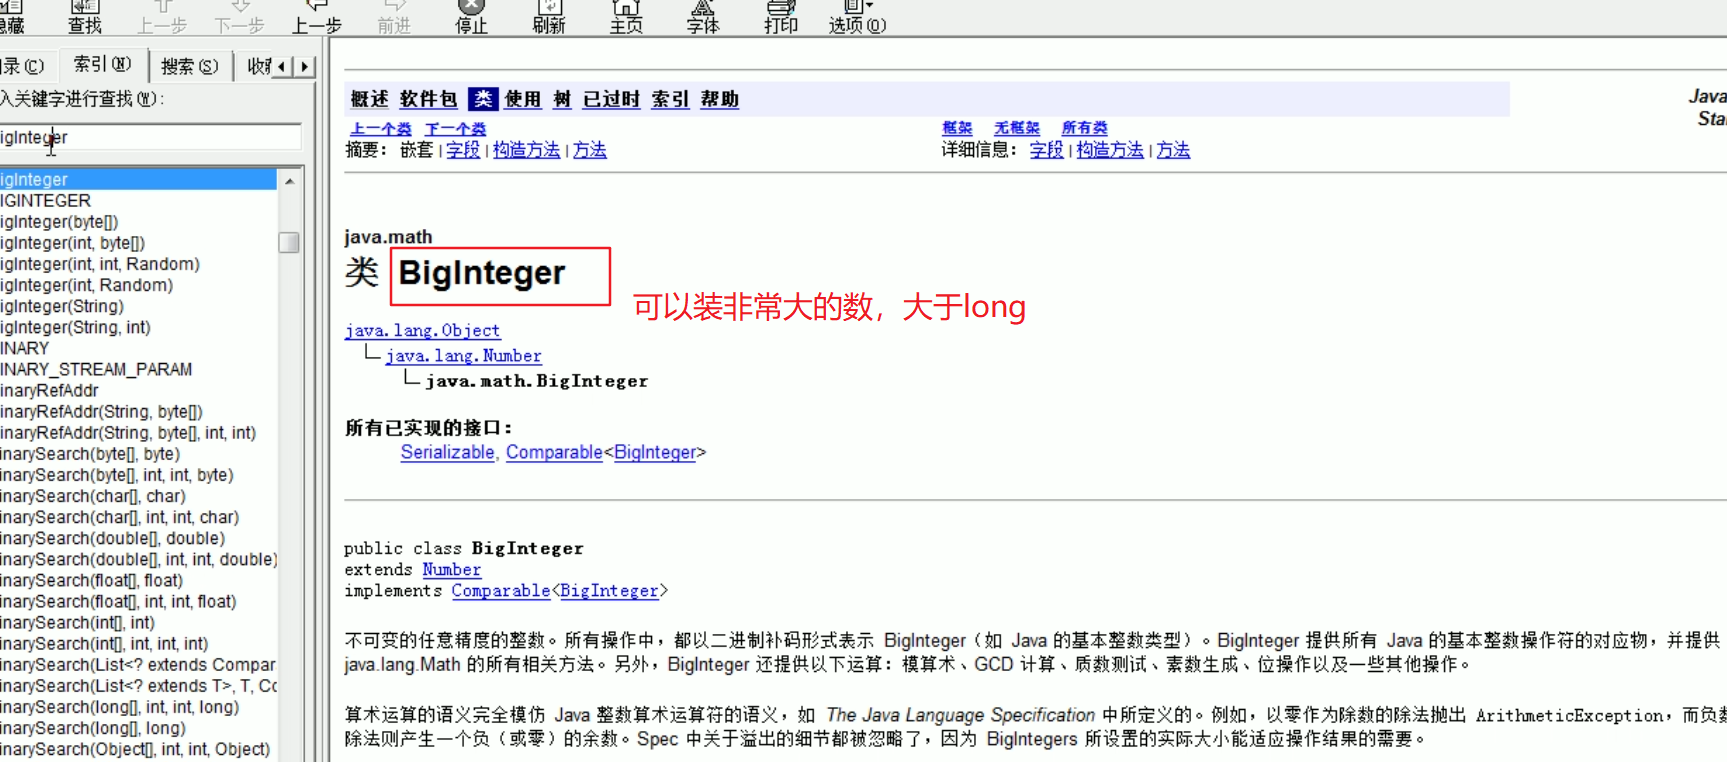 隐藏 查找 上一步 下一步 上一步 前进 停止 刷新 主页 字体 打印 选项(O)
录(C) 索引(N) 搜索(S) 收
入关键字进行查找(W):
igInteger
igInteger
IGINTEGER
igInteger(byte[])
igInteger(int, byte[])
igInteger(int, int, Random)
igInteger(int, Random)
igInteger(String)
igInteger(String, int)
INARY
INARY_STREAM_PARAM
inaryRefAddr
inaryRefAddr(String, byte[])
inaryRefAddr(String, byte[], int, int)
inarySearch(byte[], byte)
inarySearch(byte[], int, int, byte)
inarySearch(char[], char)
inarySearch(char[], int, int, char)
inarySearch(double[], double)
inarySearch(double[], int, int, double)
inarySearch(float[], float)
inarySearch(float[], int, int, float)
inarySearch(int[], int)
inarySearch(int[], int, int, int)
inarySearch(List<? extends Compar
inarySearch(List<? extends T>, T, Co
inarySearch(long[], int, int, long)
inarySearch(long[], long)
inarySearch(Object[], int, int, Object)
概述 软件包 类 使用 树 已过时 索引 帮助
Java
Sta
上一个类 下一个类
框架 无框架 所有类
摘要: 嵌套 | 字段 | 构造方法 | 方法
详细信息: 字段 | 构造方法 | 方法
java.math
类 BigInteger
可以装非常大的数，大于long
java.lang.Object
java.lang.Number
java.math.BigInteger
所有已实现的接口:
Serializable, Comparable<BigInteger>
public class BigInteger
extends Number
implements Comparable<BigInteger>
不可变的任意精度的整数。所有操作中，都以二进制补码形式表示 BigInteger（如 Java 的基本整数类型）。BigInteger 提供所有 Java 的基本整数操作符的对应物，并提供
java.lang.Math 的所有相关方法。另外，BigInteger 还提供以下运算：模算术、GCD 计算、质数测试、素数生成、位操作以及一些其他操作。
算术运算的语义完全模仿 Java 整数算术运算符的语义，如 The Java Language Specification 中所定义的。例如，以零作为除数的除法抛出 ArithmeticException，而负数
除法则产生一个负（或零）的余数。Spec 中关于溢出的细节都被忽略了，因为 BigIntegers 所设置的实际大小能适应操作结果的需要。